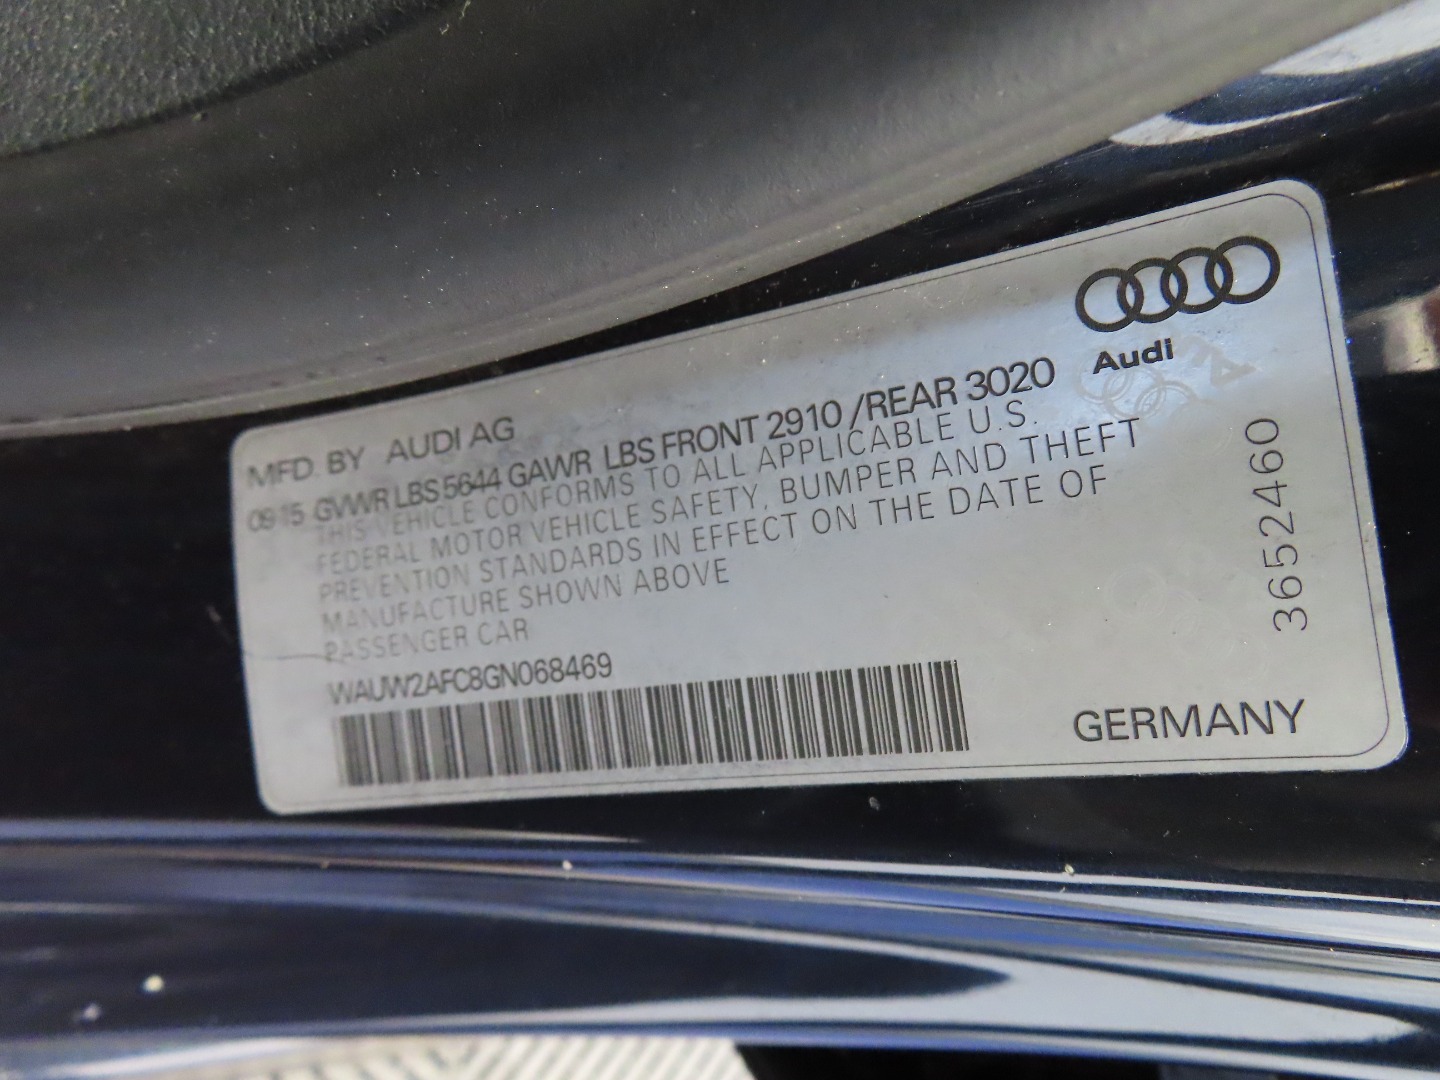 Audi
MFD. BY AUDI AG
09/15 GVWR LBS 5644 GAWR LBS FRONT 2910 /REAR 3020
THIS VEHICLE CONFORMS TO ALL APPLICABLE U.S.
FEDERAL MOTOR VEHICLE SAFETY, BUMPER AND THEFT
PREVENTION STANDARDS IN EFFECT ON THE DATE OF
MANUFACTURE SHOWN ABOVE
PASSENGER CAR
WAUW2AFC8GN068469
GERMANY
3652460